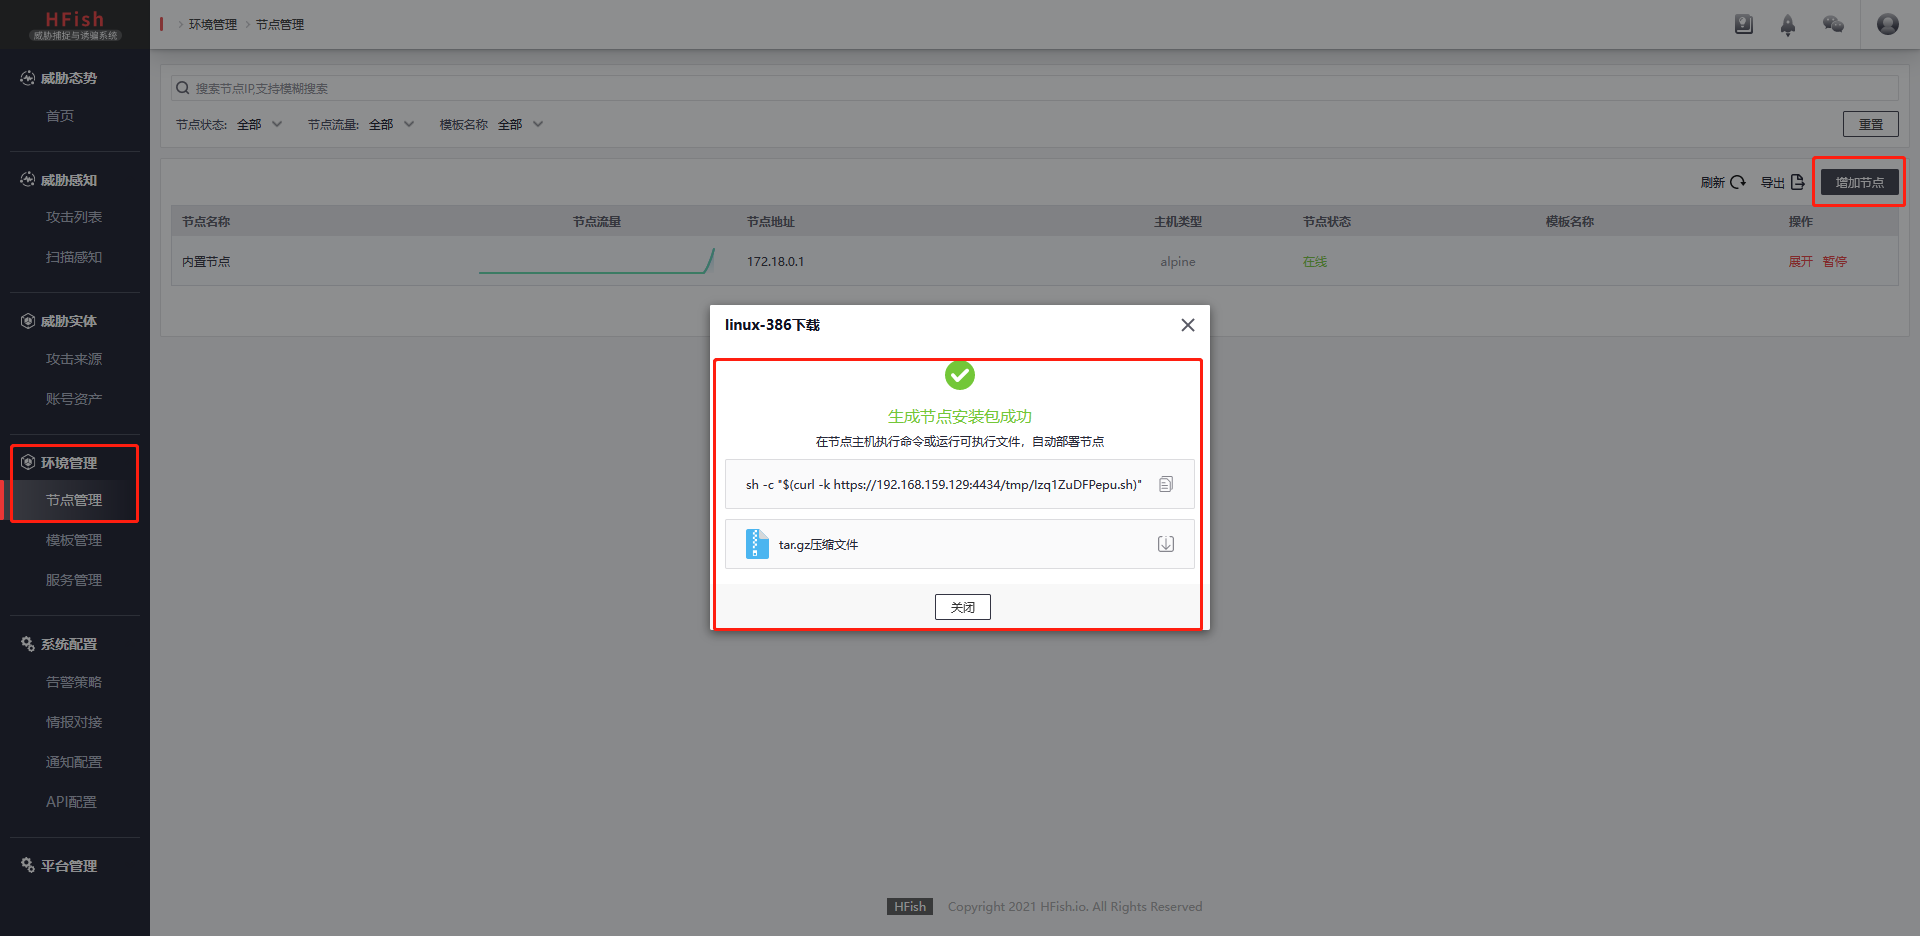 HFish
威胁捕捉与诱骗系统
环境管理
节点管理
威胁态势
首页
威胁感知
攻击列表
扫描感知
威胁实体
攻击来源
账号资产
环境管理
节点管理
模板管理
服务管理
系统配置
告警策略
情报对接
通知配置
API配置
平台管理
搜索节点IP,支持模糊搜索
节点状态: 全部 节点流量: 全部 模板名称 全部
重置
刷新 导出 增加节点
节点名称 节点流量 节点地址 主机类型 节点状态 模板名称 操作
内置节点 172.18.0.1 alpine 在线 展开 暂停
linux-386下载
生成节点安装包成功
在节点主机执行命令或运行可执行文件，自动部署节点
sh -c "$(curl -k https://192.168.159.129:4434/tmp/Izq1ZuDFPepu.sh)"
tar.gz压缩文件
关闭
HFish Copyright 2021 HFish.io. All Rights Reserved